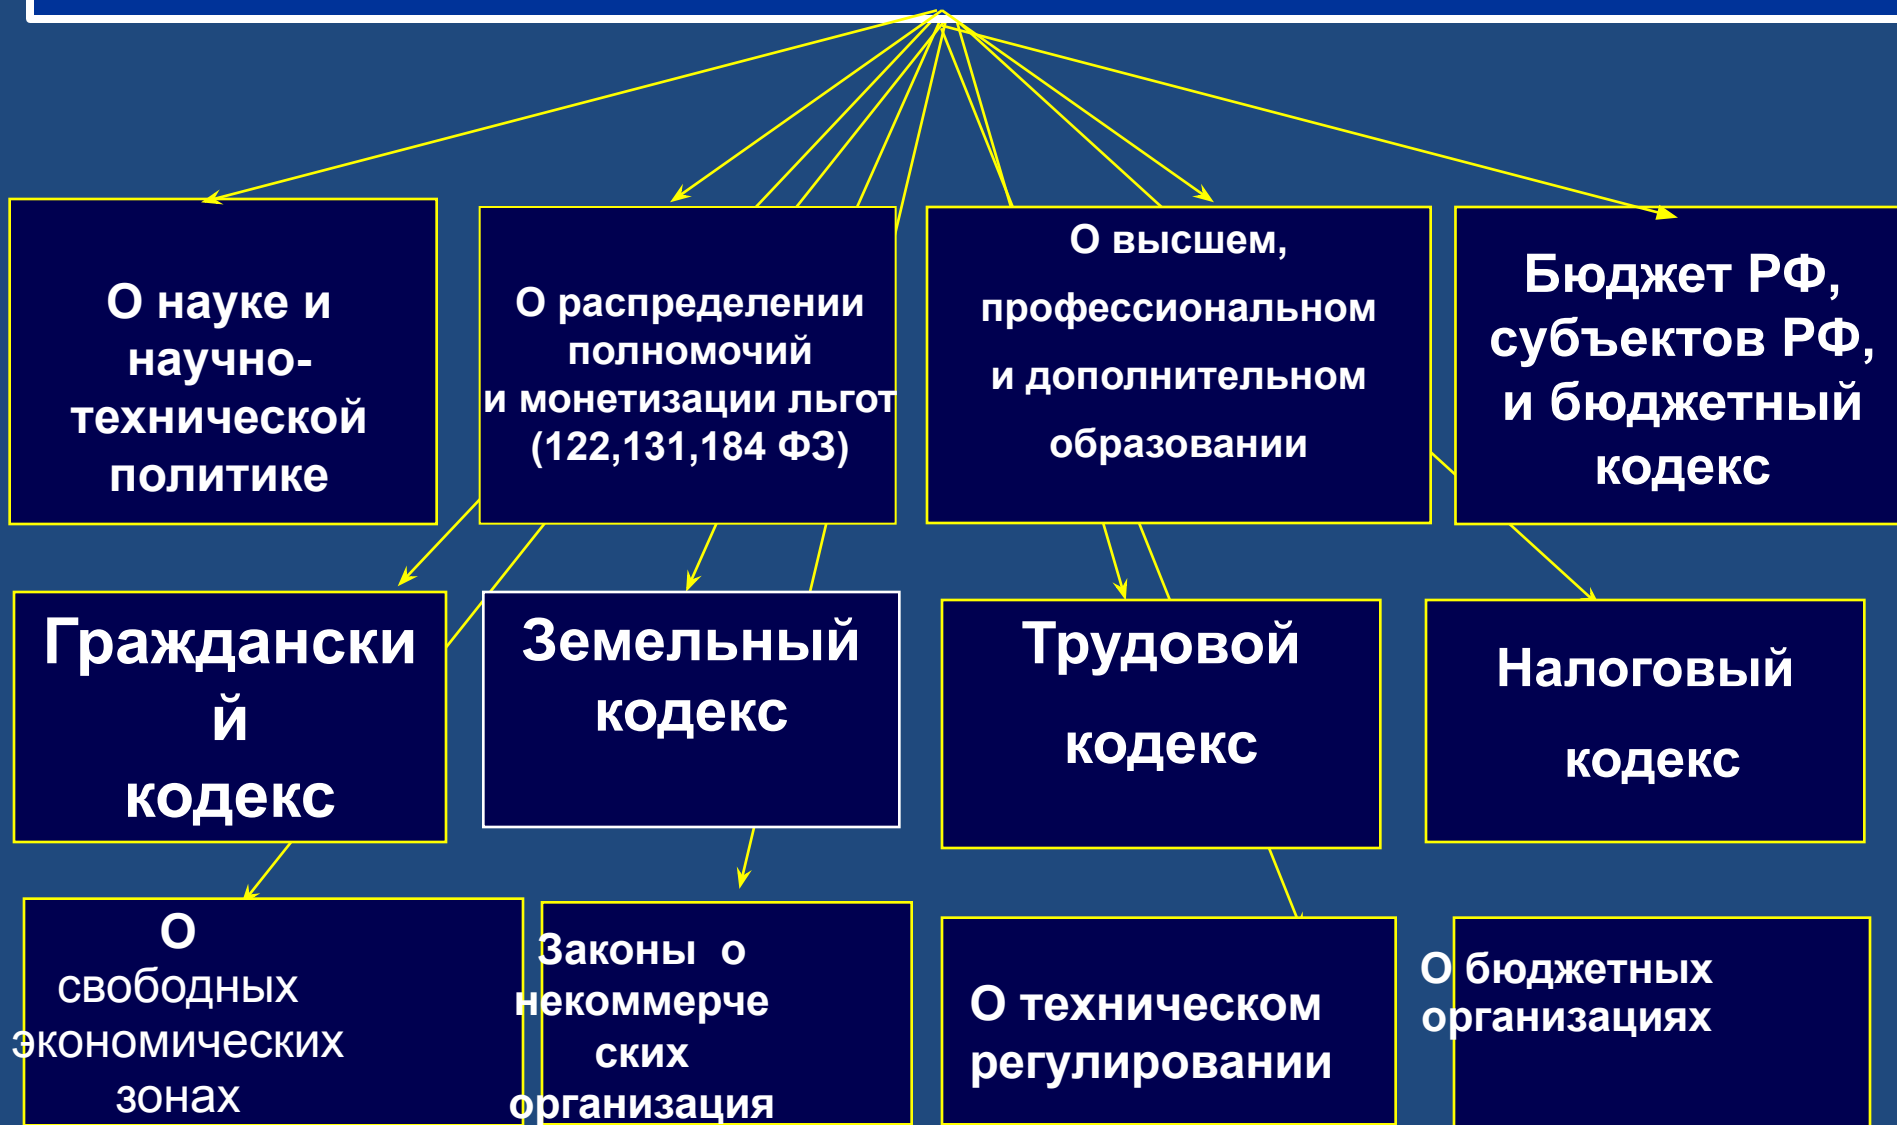 О науке и
научно-
технической
политике
О распределении
полномочий
и монетизации льгот
(122,131,184 ФЗ)
О высшем,
профессиональном
и дополнительном
образовании
Бюджет РФ,
субъектов РФ,
и бюджетный
кодекс
Граждански
й
кодекс
Земельный
кодекс
Трудовой
кодекс
Налоговый
кодекс
О
свободных
экономических
зонах
Законы о
некоммерче
ских
организация
О техническом
регулировании
О бюджетных
организациях